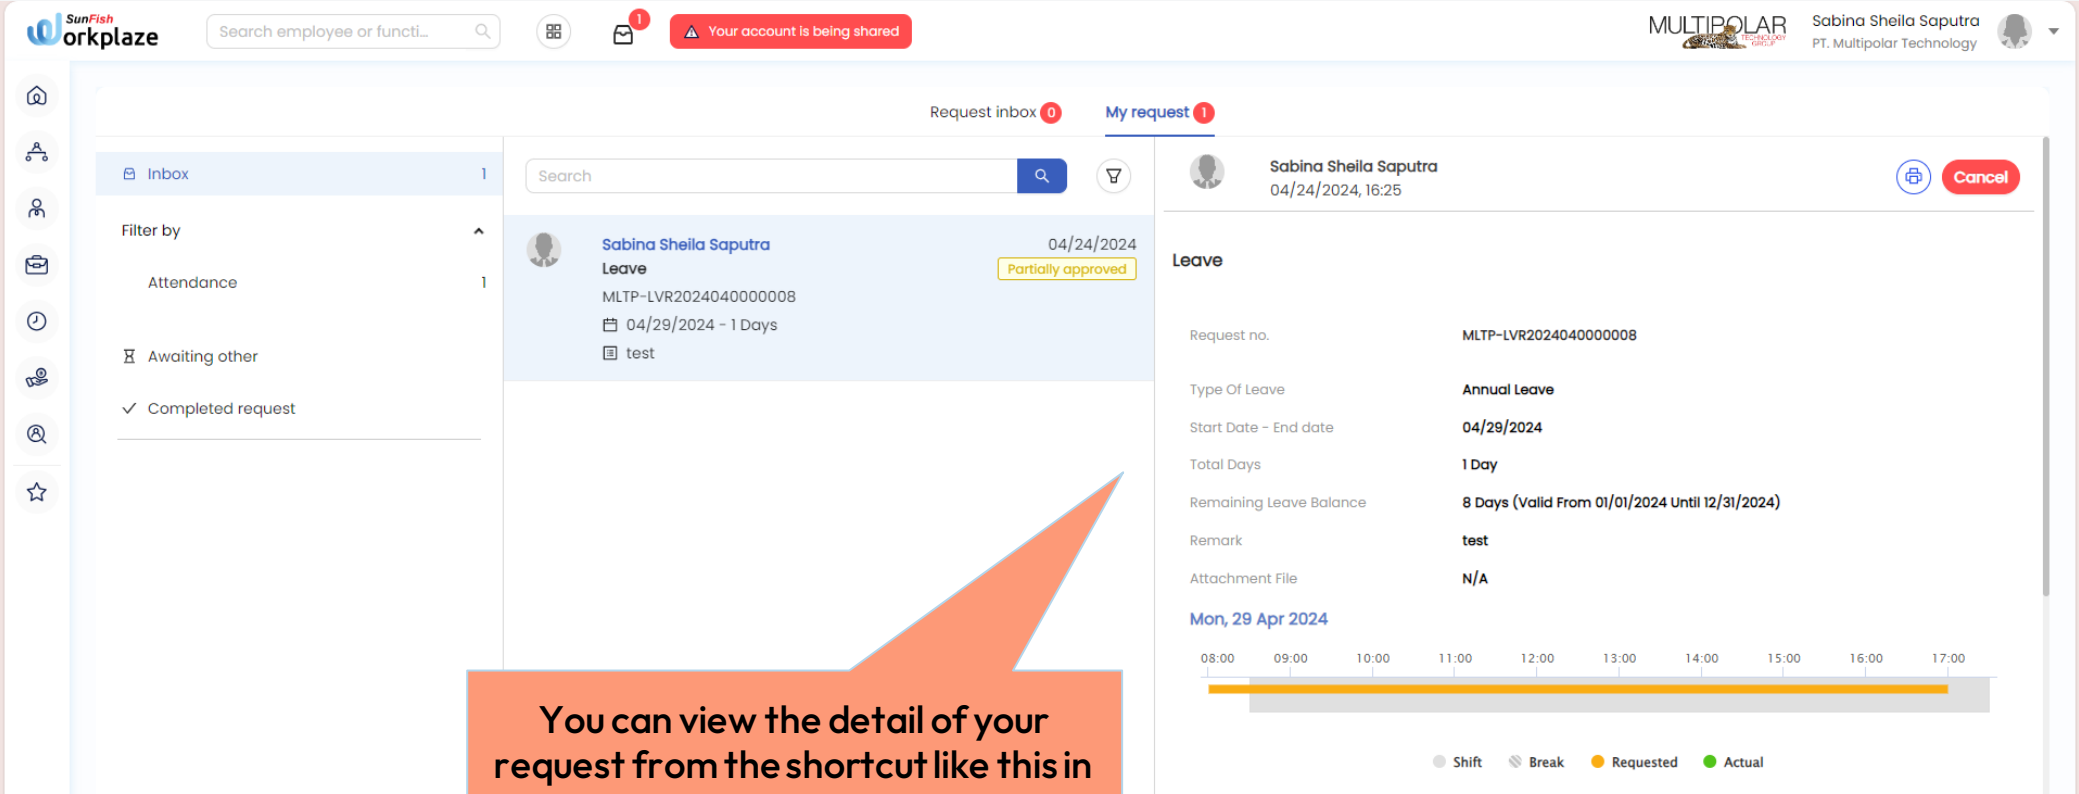 SunFish
Workplaze
Search employee or functi...
1
Your account is being shared
MULTIPOLAR
TECHNOLOGY
GROUP
Sabina Sheila Saputra
PT. Multipolar Technology
Request inbox 0
My request 1
Inbox 1
Filter by
Attendance 1
Awaiting other
Completed request
Search
Sabina Sheila Saputra 04/24/2024
Leave Partially approved
MLTP-LVR2024040000008
04/29/2024 - 1 Days
test
Sabina Sheila Saputra
04/24/2024, 16:25
Cancel
Leave
Request no. MLTP-LVR2024040000008
Type Of Leave Annual Leave
Start Date - End date 04/29/2024
Total Days 1 Day
Remaining Leave Balance 8 Days (Valid From 01/01/2024 Until 12/31/2024)
Remark test
Attachment File N/A
Mon, 29 Apr 2024
08:00 09:00 10:00 11:00 12:00 13:00 14:00 15:00 16:00 17:00
Shift Break Requested Actual
You can view the detail of your
request from the shortcut like this in